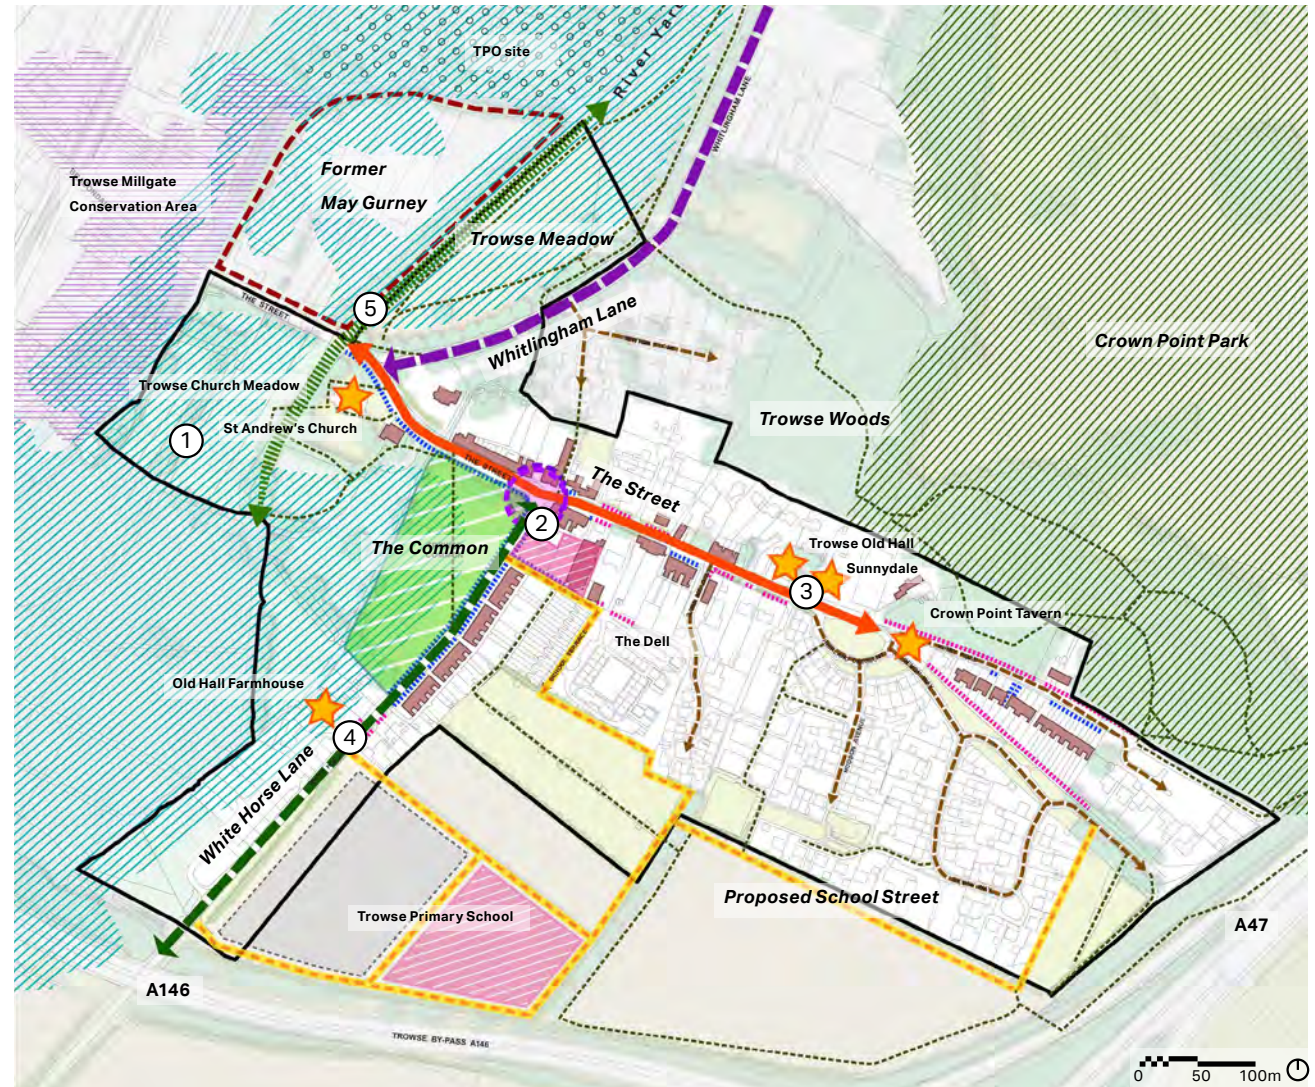 TPO site
River Yar
WHITLINGHAM LANE
Former
May Gurney
Trowse Millgate
Conservation Area
Trowse Meadow
5
THE STREET
Whitlingham Lane
Crown Point Park
Trowse Church Meadow
St Andrew's Church
1
Trowse Woods
THE STREET
The Street
2
The Common
Trowse Old Hall
Sunnydale
3
Crown Point Tavern
The Dell
Old Hall Farmhouse
4
White Horse Lane
Proposed School Street
Trowse Primary School
A47
A146
TROWSE BY-PASS A146
0 50 100m